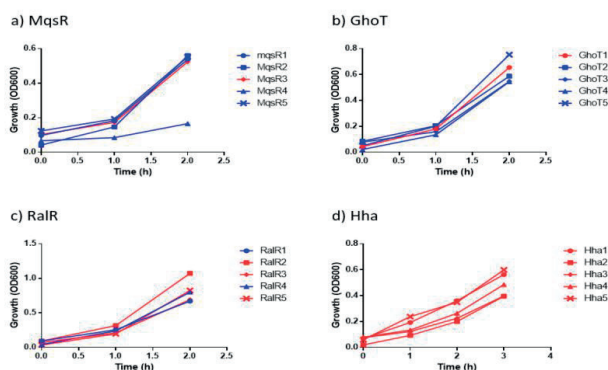 a) MqsR
0.6
0.4
0.2
0.0
Growth (OD600)
0.0 0.5 1.0 1.5 2.0 2.5
Time (h)
mqsR1
MqsR2
MqsR3
MqsR4
MqsR5
b) GhoT
0.8
0.6
0.4
0.2
0.0
Growth (OD600)
0.0 0.5 1.0 1.5 2.0 2.5
Time (h)
GhoT1
GhoT2
GhoT3
GhoT4
GhoT5
c) RalR
1.5
1.0
0.5
0.0
Growth (OD600)
0.0 0.5 1.0 1.5 2.0 2.5
Time (h)
RalR1
RalR2
RalR3
RalR4
RalR5
d) Hha
0.8
0.6
0.4
0.2
0.0
Growth (OD600)
0 1 2 3 4
Time (h)
Hha1
Hha2
Hha3
Hha4
Hha5